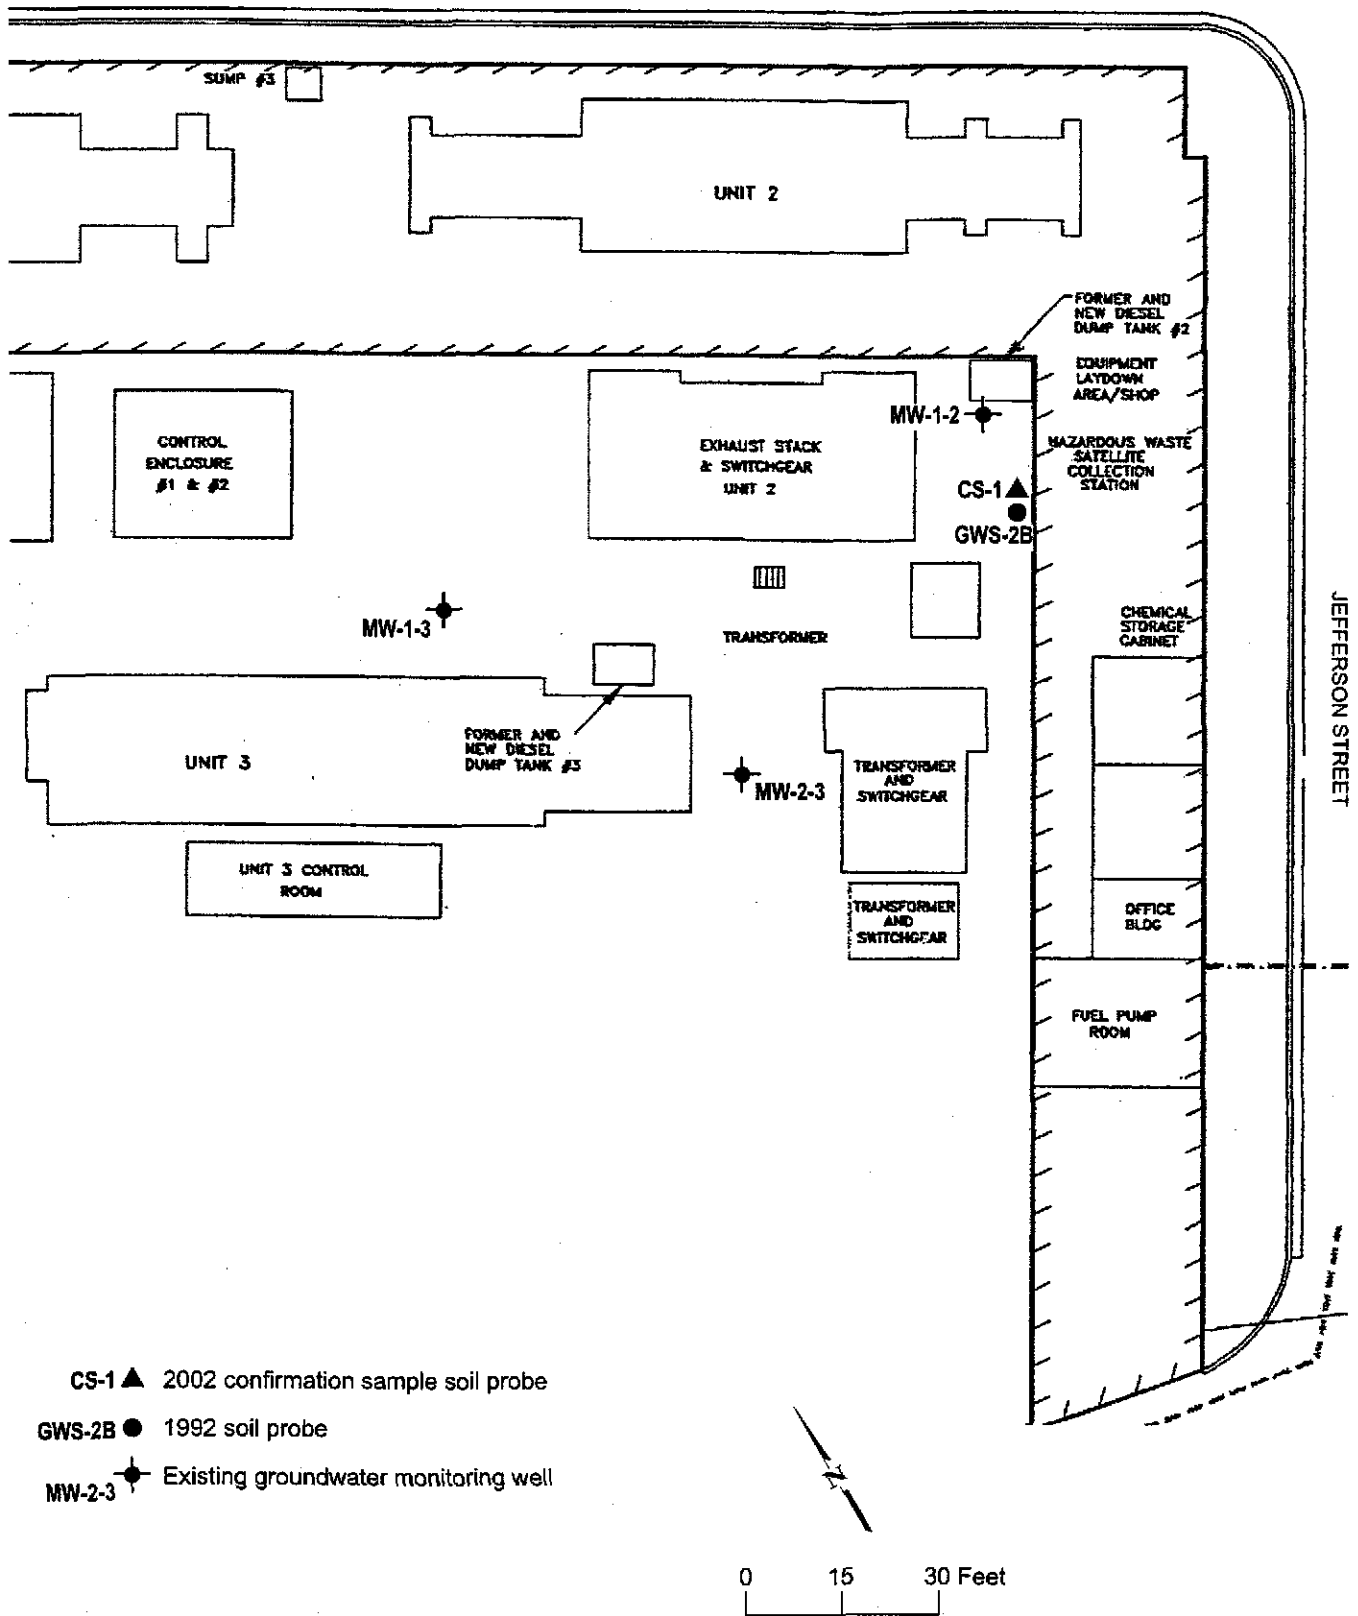 SUMP #3
UNIT 2
FORMER AND
NEW DIESEL
DUMP TANK #2
EQUIPMENT
LAYDOWN
AREA/SHOP
MW-1-2
CONTROL
ENCLOSURE
#1 & #2
EXHAUST STACK
& SWITCHGEAR
UNIT 2
HAZARDOUS WASTE
SATELLITE
COLLECTION
STATION
CS-1
GWS-2B
MW-1-3
TRANSFORMER
CHEMICAL
STORAGE
CABINET
JEFFERSON STREET
UNIT 3
FORMER AND
NEW DIESEL
DUMP TANK #3
MW-2-3
TRANSFORMER
AND
SWITCHGEAR
UNIT 3 CONTROL
ROOM
TRANSFORMER
AND
SWITCHGEAR
OFFICE
BLDG
FUEL PUMP
ROOM
CS-1 2002 confirmation sample soil probe
GWS-2B 1992 soil probe
MW-2-3 Existing groundwater monitoring well
N
0 15 30 Feet